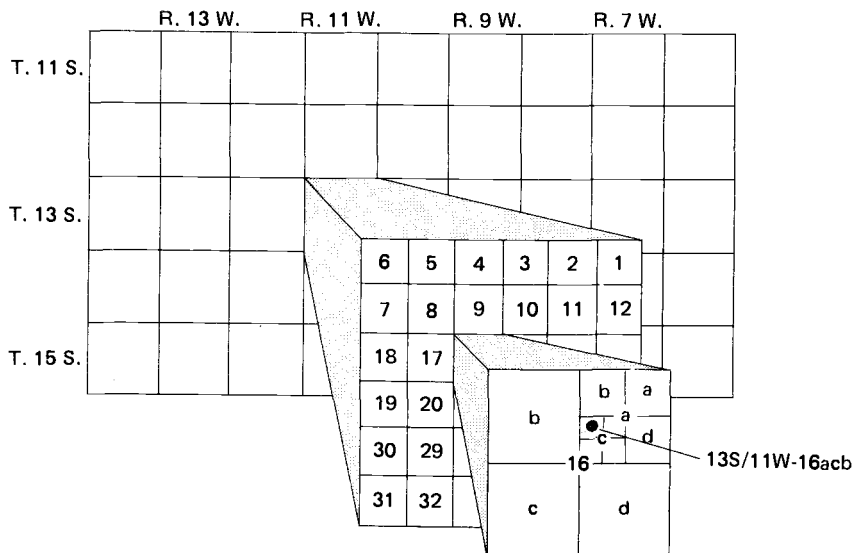 R. 13 W. R. 11 W. R. 9 W. R. 7 W.
T. 11 S.
T. 13 S.
6 5 4 3 2 1
7 8 9 10 11 12
T. 15 S.
18 17
b a
19 20
b a
c d
30 29
16
13S/11W-16acb
31 32
c d